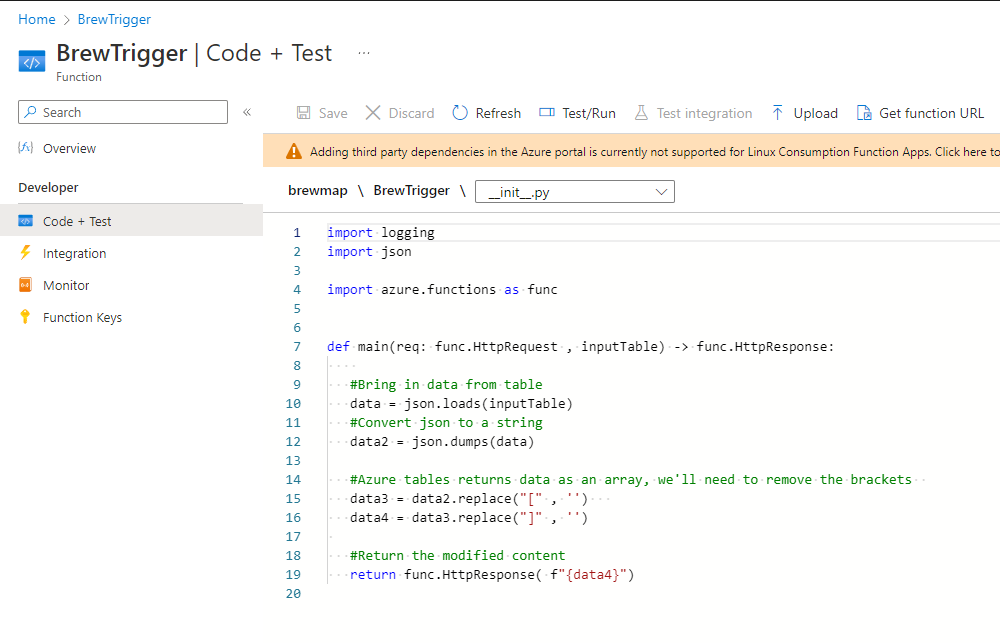 Home > BrewTrigger
BrewTrigger | Code + Test ...
Function
Search «
Save Discard Refresh Test/Run Test integration Upload Get function URL
Overview
Adding third party dependencies in the Azure portal is currently not supported for Linux Consumption Function Apps. Click here to
Developer
brewmap \ BrewTrigger \ __init__.py
Code + Test
Integration
Monitor
Function Keys
1 import logging
2 import json
3
4 import azure.functions as func
5
6
7 def main(req: func.HttpRequest , inputTable) -> func.HttpResponse:
8
9 #Bring in data from table
10 data = json.loads(inputTable)
11 #Convert json to a string
12 data2 = json.dumps(data)
13
14 #Azure tables returns data as an array, we'll need to remove the brackets
15 data3 = data2.replace("[" , '')
16 data4 = data3.replace("]" , '')
17
18 #Return the modified content
19 return func.HttpResponse( f"{data4}")
20